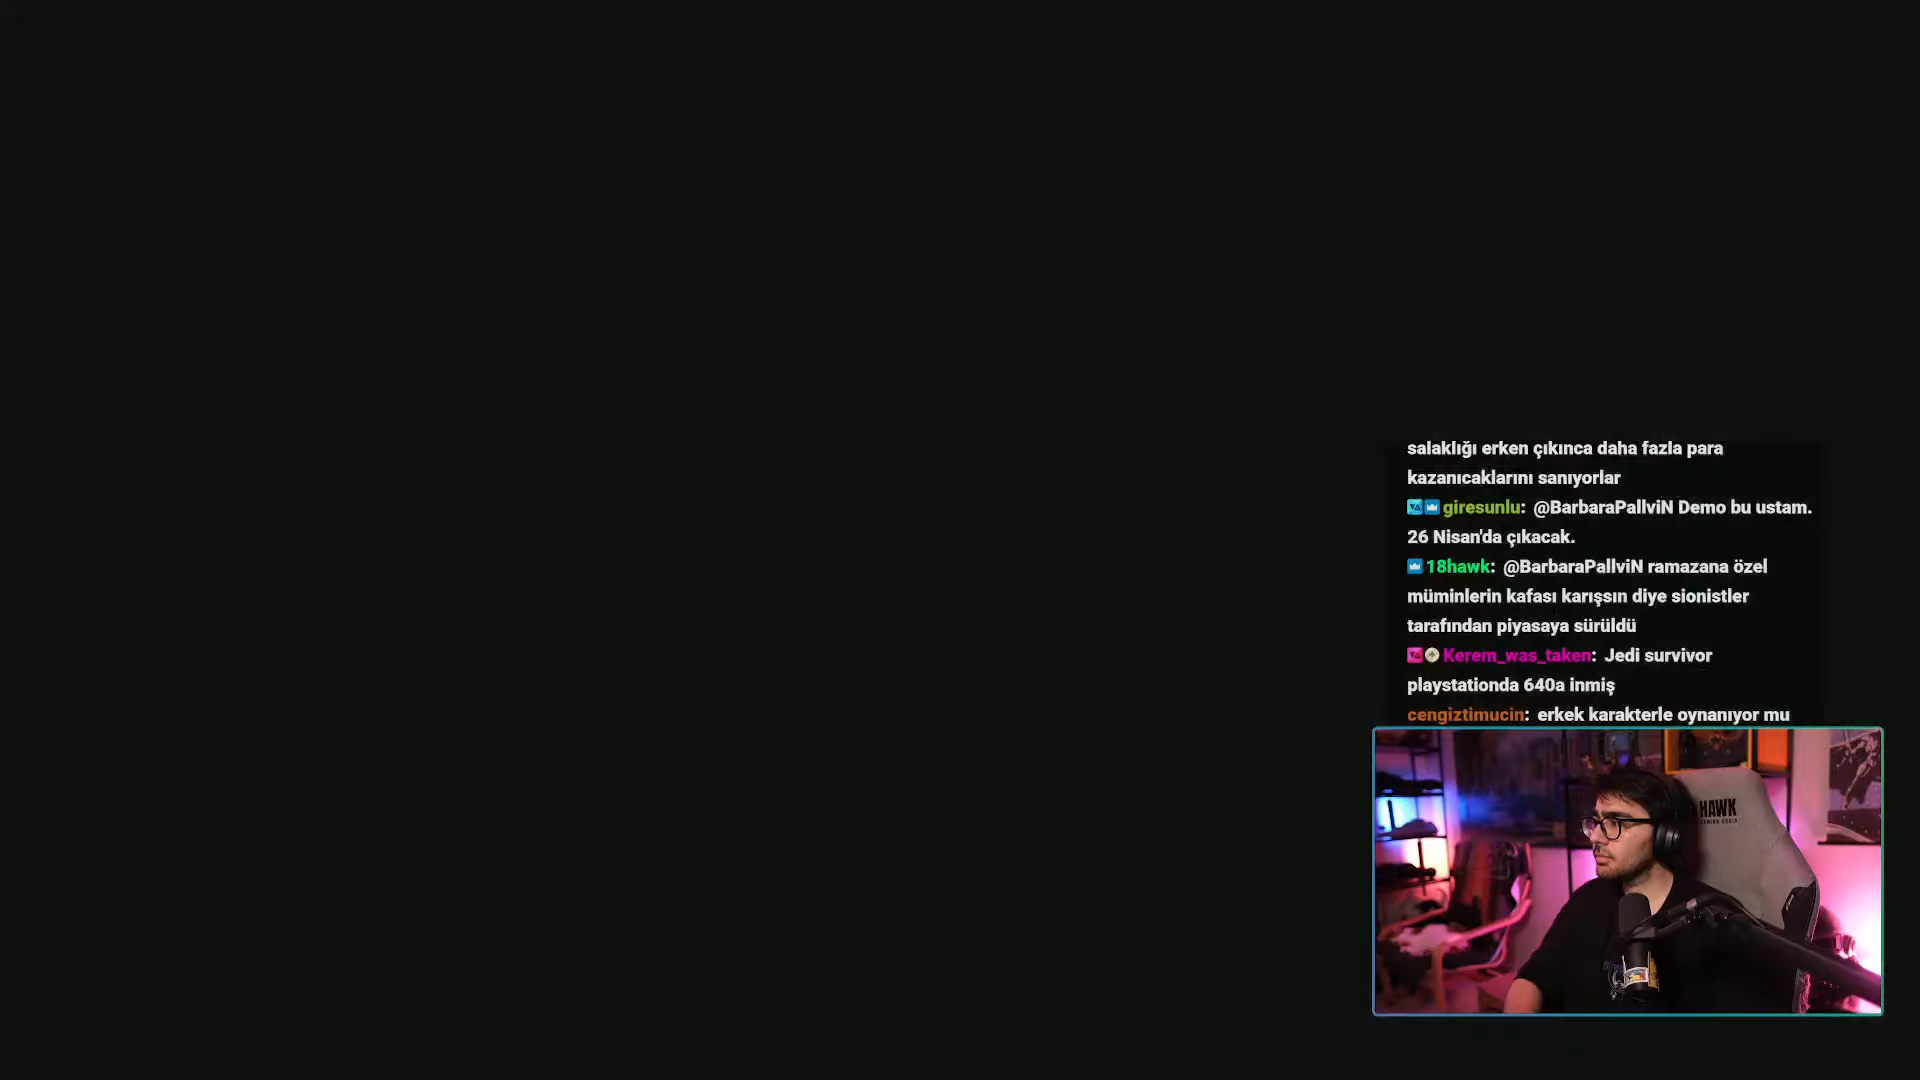 salaklığı erken çıkınca daha fazla para
kazanıcaklarını sanıyorlar
giresunlu: @BarbaraPallviN Demo bu ustam.
26 Nisan'da çıkacak.
18hawk: @BarbaraPallviN ramazana özel
müminlerin kafası karışsın diye sionistler
tarafından piyasaya sürüldü
Kerem_was_taken: Jedi survivor
playstationda 640a inmiş
cengiztimucin: erkek karakterle oynanıyor mu
HAWK